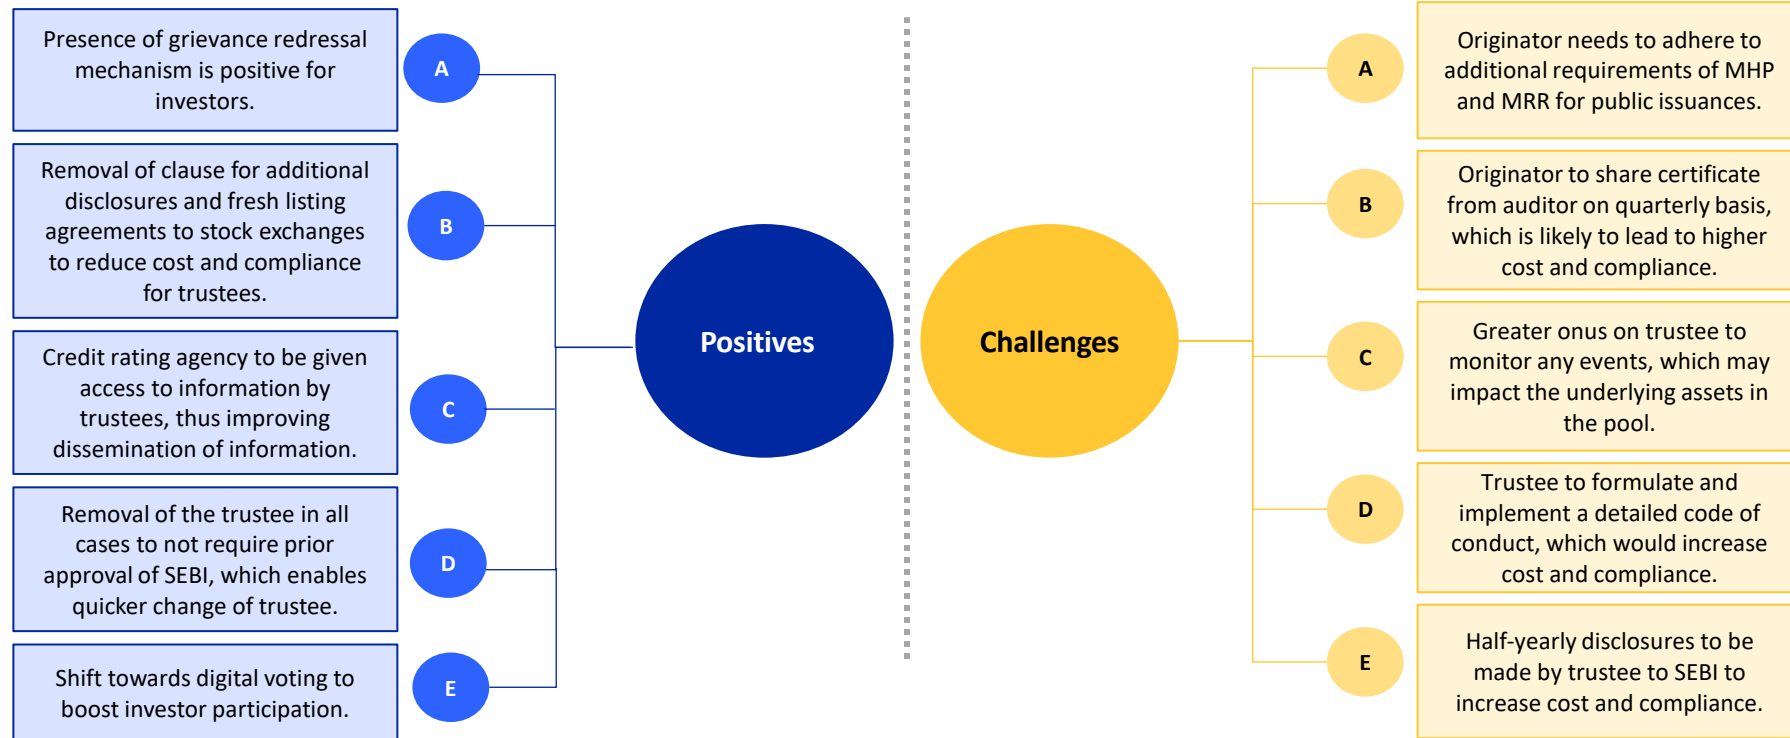 Presence of grievance redressal
mechanism is positive for
investors.
A
Removal of clause for additional
disclosures and fresh listing
agreements to stock exchanges
to reduce cost and compliance
for trustees.
B
Credit rating agency to be given
access to information by
trustees, thus improving
dissemination of information.
C
Removal of the trustee in all
cases to not require prior
approval of SEBI, which enables
quicker change of trustee.
D
Shift towards digital voting to
boost investor participation.
E
Positives
Challenges
A
Originator needs to adhere to
additional requirements of MHP
and MRR for public issuances.
B
Originator to share certificate
from auditor on quarterly basis,
which is likely to lead to higher
cost and compliance.
C
Greater onus on trustee to
monitor any events, which may
impact the underlying assets in
the pool.
D
Trustee to formulate and
implement a detailed code of
conduct, which would increase
cost and compliance.
E
Half-yearly disclosures to be
made by trustee to SEBI to
increase cost and compliance.